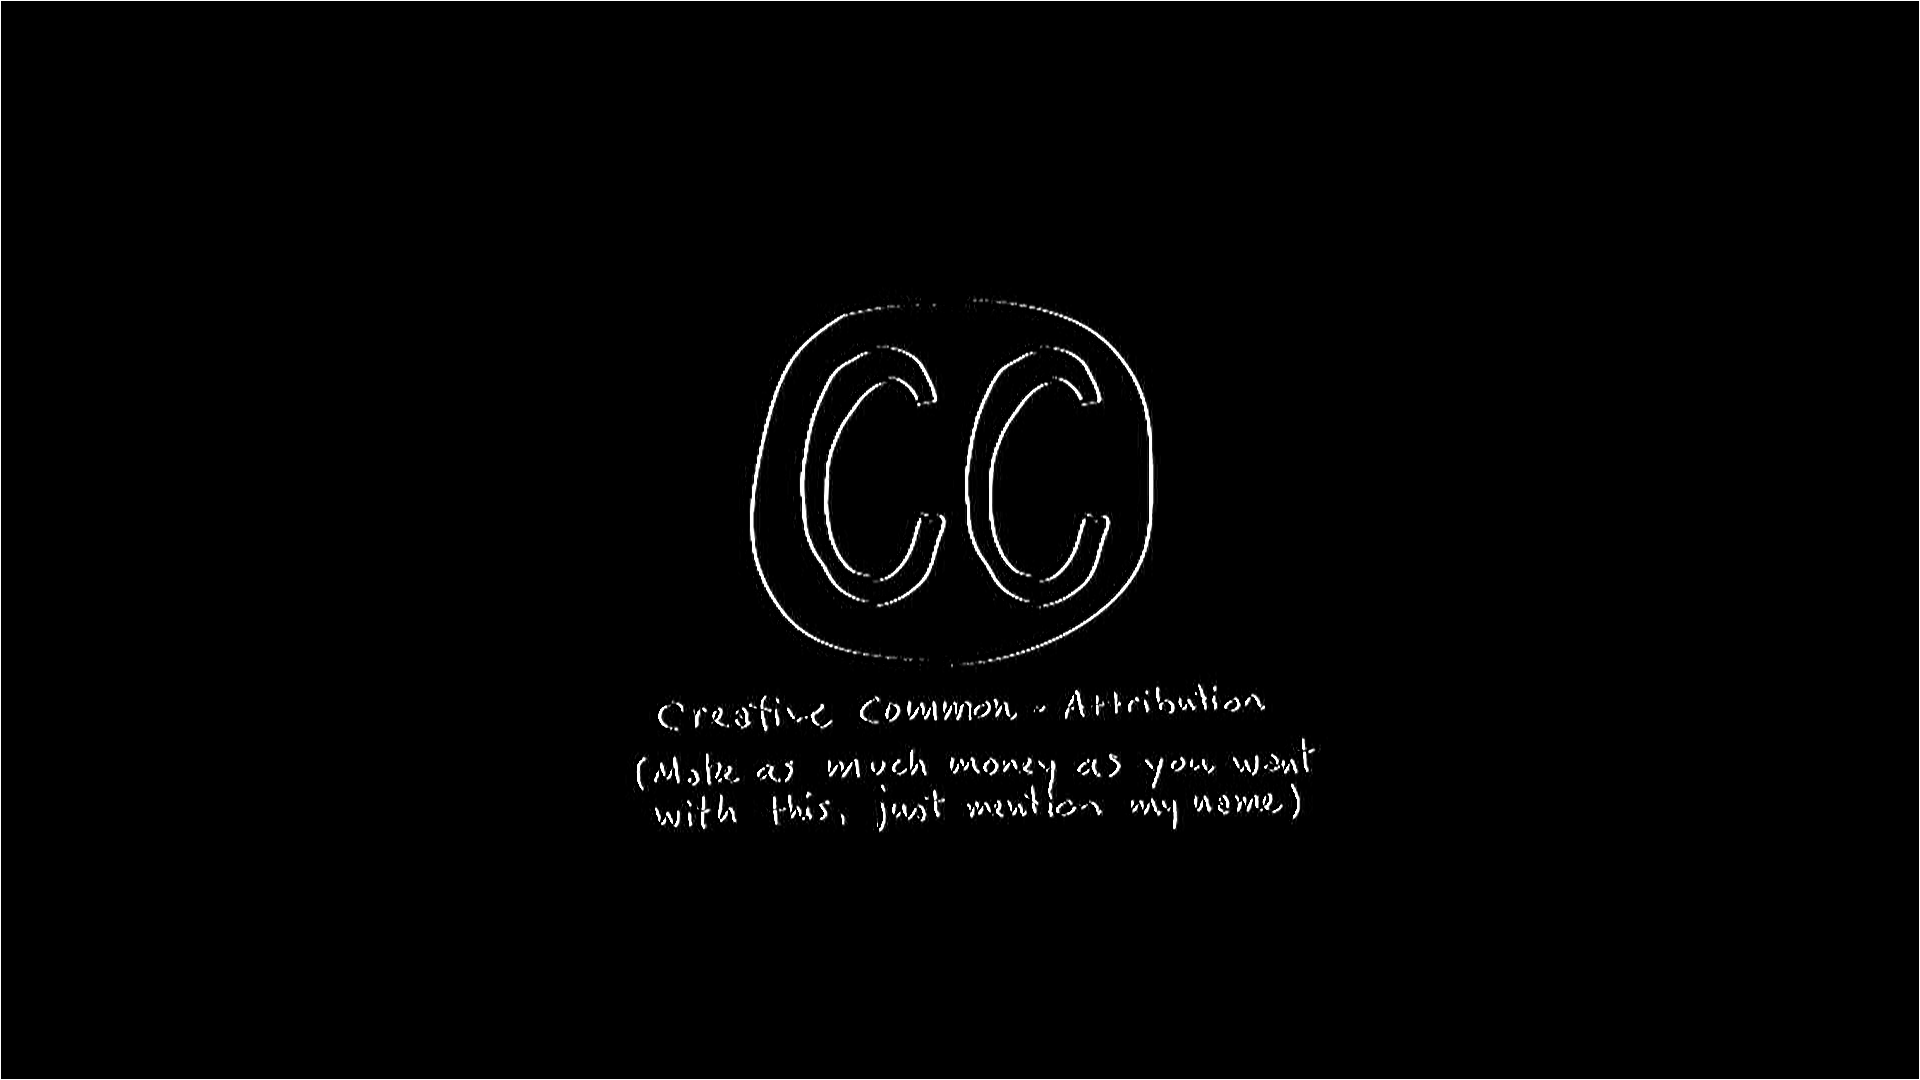 CC
Creative Common - Attribution
(Make as much money as you want
with this, just mention my name)